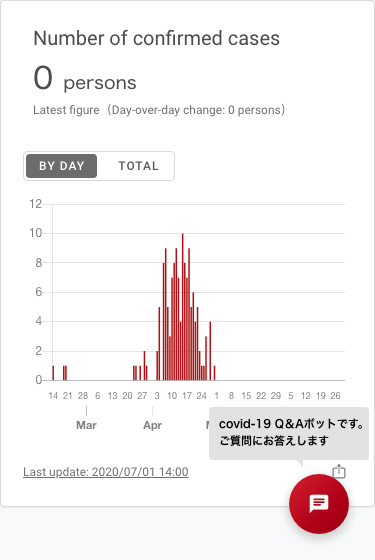 Number of confirmed cases
0 persons
Latest figure（Day-over-day change: 0 persons）
BY DAY TOTAL
12
10
8
6
4
2
0
14 21 28 6 13 20 27 3 10 17 24 1 8 15 22 29 5 12 19 26
Mar Apr
covid-19 Q&Aボットです。
ご質問にお答えします
Last update: 2020/07/01 14:00